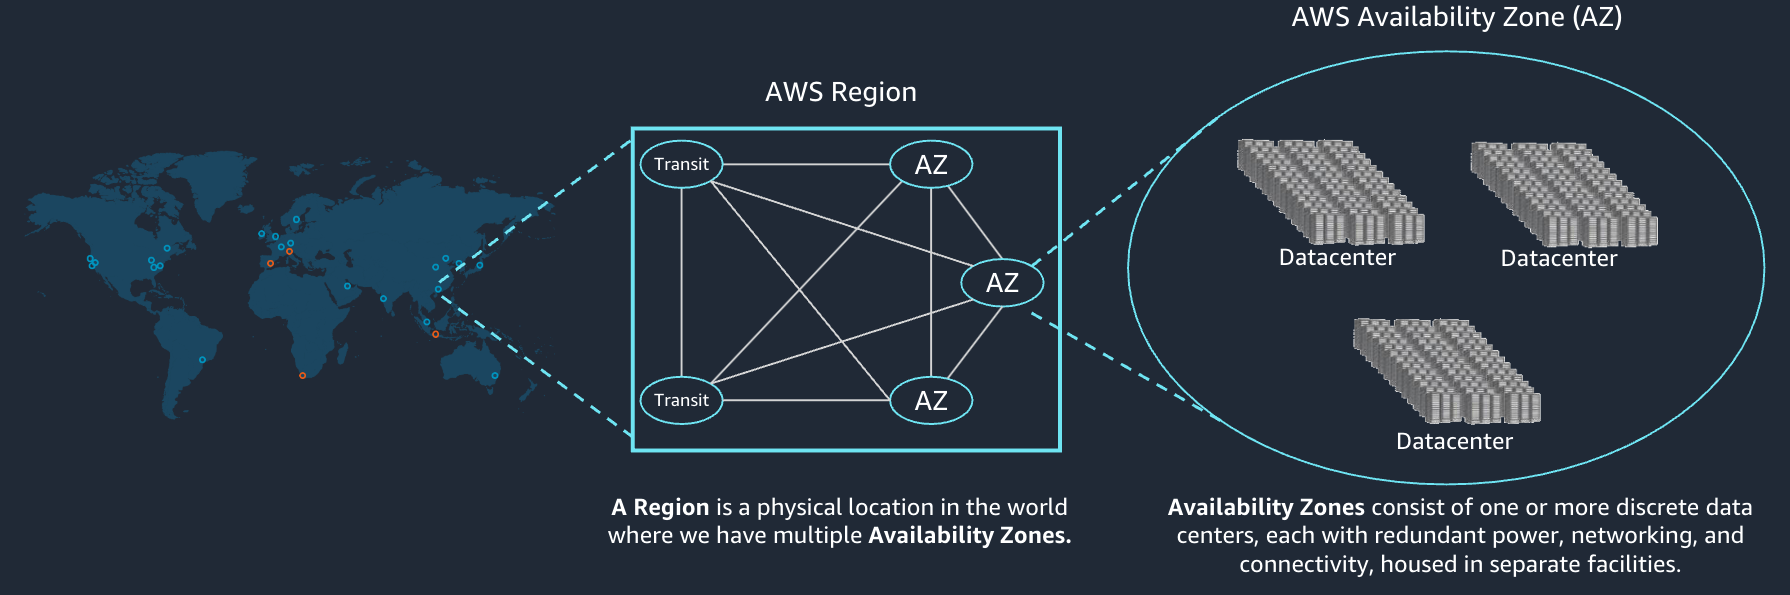 AWS Availability Zone (AZ)
AWS Region
Transit
AZ
AZ
Transit
AZ
Datacenter
Datacenter
Datacenter
A Region is a physical location in the world
where we have multiple Availability Zones.
Availability Zones consist of one or more discrete data
centers, each with redundant power, networking, and
connectivity, housed in separate facilities.